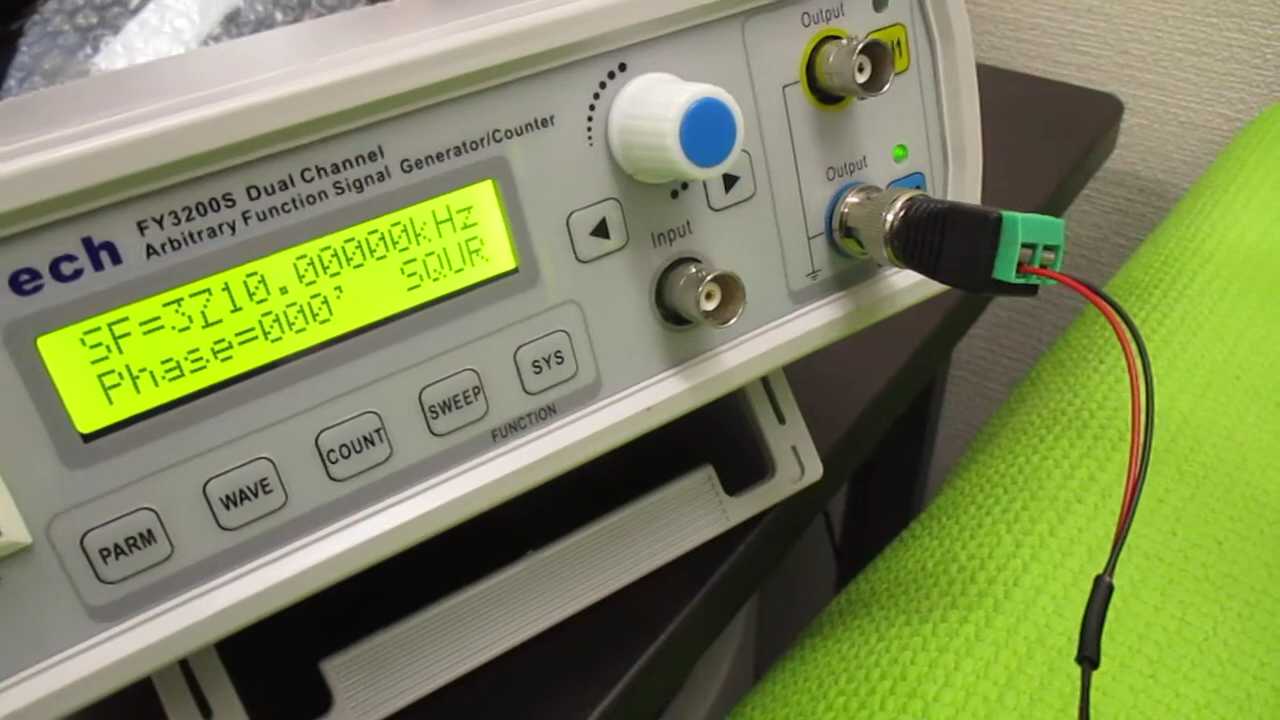 Output
FY3200S Dual Channel
Arbitrary Function Signal Generator/Counter
ech
Output
Input
SF=3210.00000kHz
Phase=000' SQUR
PARM
WAVE
COUNT
SWEEP
SYS
FUNCTION